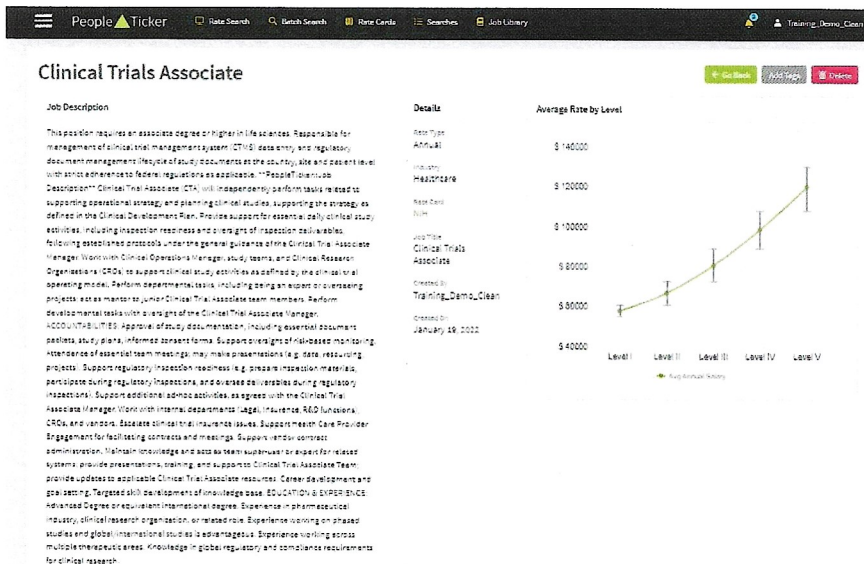 People Ticker
Rate Search
Batch Search
Rate Cards
Searches
Job Library
Training_Demo_Clean
Clinical Trials Associate
Go Back
Add Tags
Delete
Job Description
This position requires an associate degree or higher in life sciences. Responsible for
management of clinical trial management system (CTMS) data entry and regulatory
document management lifecycle of study documents at the country, site and patient level
with strict adherence to federal regulations as applicable. **PeopleTicker Job
Description** Clinical Trial Associate (CTA) will independently perform tasks related to
supporting operational strategy and planning clinical studies, supporting the strategy as
defined in the Clinical Development Plan. Provide support for essential daily clinical study
activities, including inspection readiness and oversight of inspection deliverables,
following established protocols under the general guidance of the Clinical Trial Associate
Manager. Work with Clinical Operations Manager, study teams, and Clinical Research
Organizations (CROs) to support clinical study activities as defined by the clinical trial
operating model. Perform departmental tasks, including being an expert or overseeing
projects; act as mentor to junior Clinical Trial Associate team members. Perform
developmental tasks with oversight of the Clinical Trial Associate Manager.
ACCOUNTABILITIES: Approval of study documentation, including essential document
packets, study plans, informed consent forms. Support oversight of risk-based monitoring.
Attendance of essential team meetings; may make presentations (e.g. data, resourcing
projects). Support regulatory inspection readiness (e.g. prepare inspection materials,
participate during regulatory inspections, and oversee deliverables during regulatory
inspections). Support additional ad-hoc activities, as agreed with the Clinical Trial
Associate Manager. Work with internal departments (Legal, Insurance, R&D functions),
CROs, and vendors. Escalate clinical trial insurance issues. Support Health Care Provider
Engagement for facilitating contracts and meetings. Support vendor contract
administration. Maintain knowledge and acts as team super-user or expert for related
systems; provide presentations, training, and support to Clinical Trial Associate Team;
provide updates to applicable Clinical Trial Associate resources. Career development and
goal setting. Targeted skill development of knowledge base. EDUCATION & EXPERIENCE:
Advanced Degree or equivalent international degree. Experience in pharmaceutical
industry, clinical research organization, or related role. Experience working on phased
studies and global/international studies is advantageous. Experience working across
multiple therapeutic areas. Knowledge in global regulatory and compliance requirements
for clinical research.
Details
Rate Type
Annual
Industry
Healthcare
Rate Card
N/A
Job Title
Clinical Trials
Associate
Created By
Training_Demo_Clean
Created On
January 19, 2022
Average Rate by Level
$ 140000
$ 120000
$ 100000
$ 80000
$ 60000
$ 40000
Level I
Level II
Level III
Level IV
Level V
Avg Annual Salary